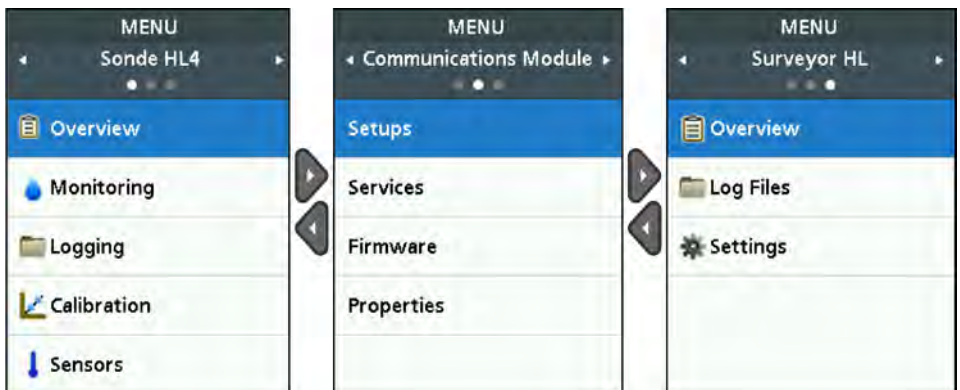 MENU
Sonde HL4
Overview
Monitoring
Logging
Calibration
Sensors
MENU
Communications Module
Setups
Services
Firmware
Properties
MENU
Surveyor HL
Overview
Log Files
Settings